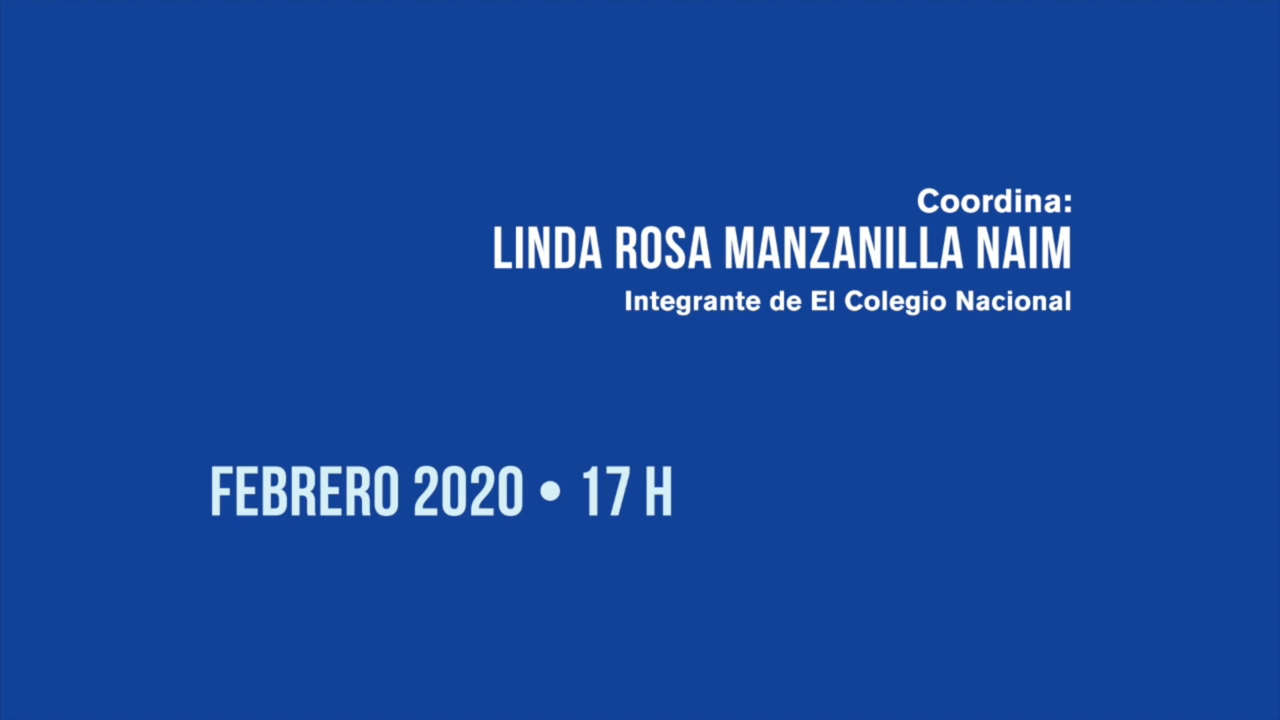 Coordina:
LINDA ROSA MANZANILLA NAIM
Integrante de El Colegio Nacional
FEBRERO 2020 • 17 H